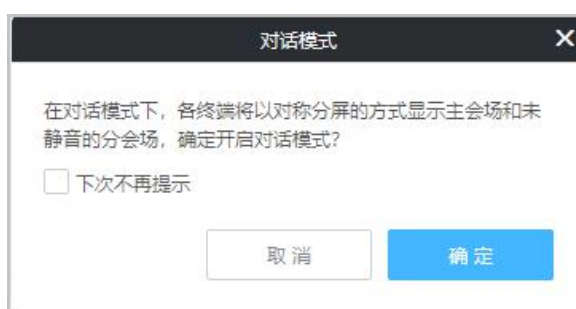 对话模式
在对话模式下，各终端将以对称分屏的方式显示主会场和未
静音的分会场，确定开启对话模式？
下次不再提示
取消
确定